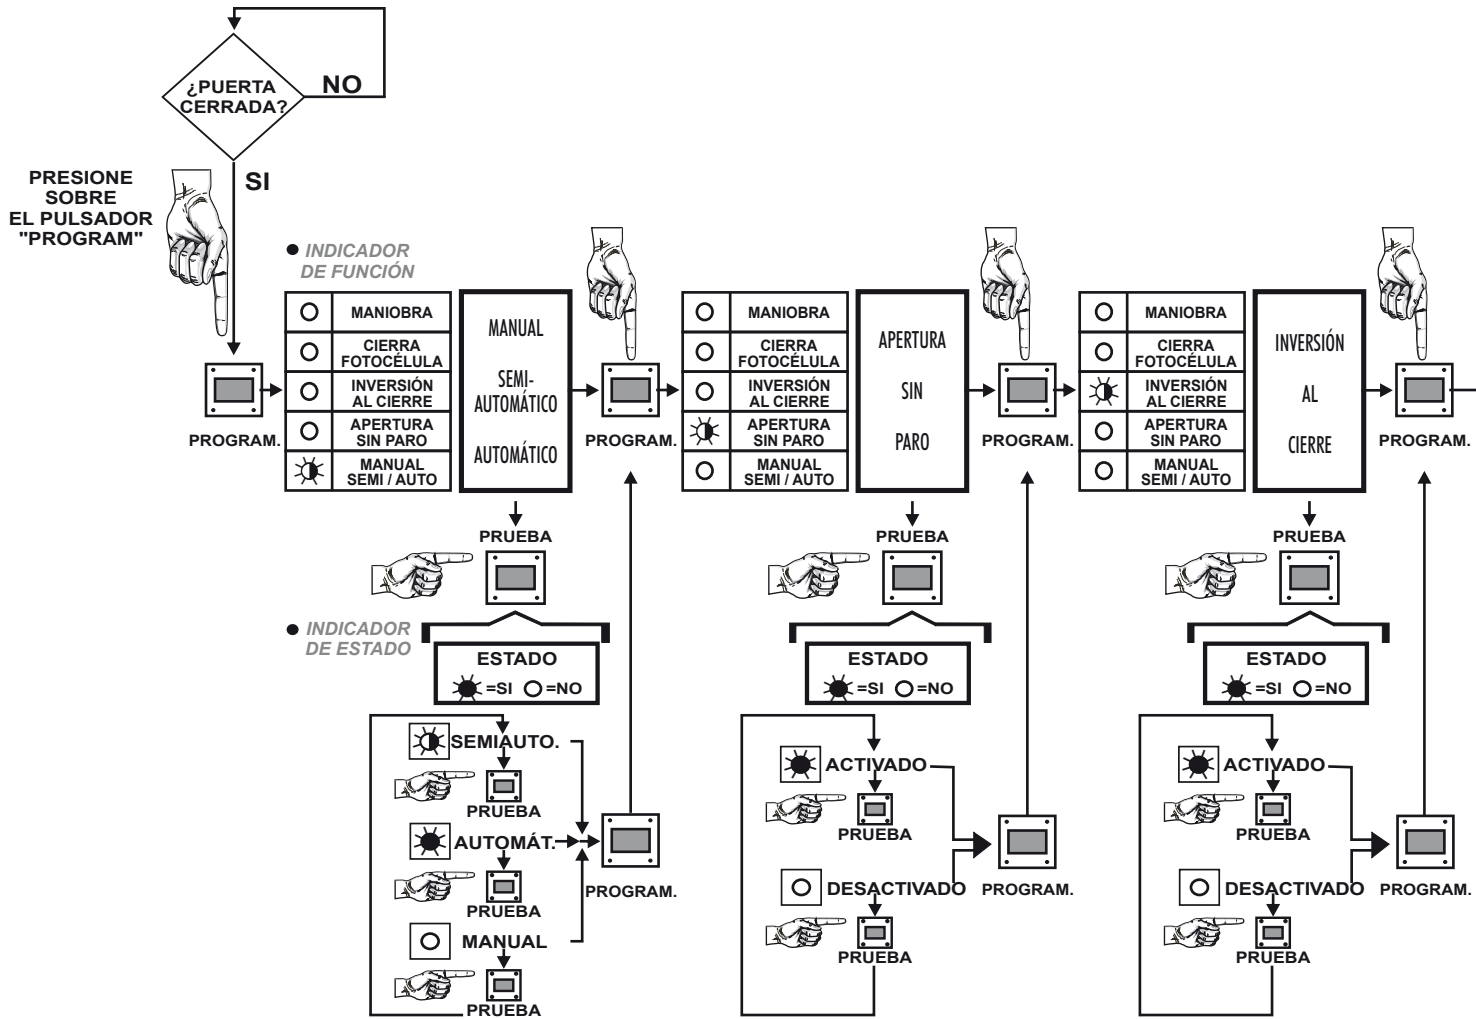 ¿PUERTA
CERRADA?
NO
SI
PRESIONE
SOBRE
EL PULSADOR
"PROGRAM"
PROGRAM.
● INDICADOR
DE FUNCIÓN
MANIOBRA
CIERRA
FOTOCÉLULA
INVERSIÓN
AL CIERRE
APERTURA
SIN PARO
MANUAL
SEMI / AUTO
MANUAL
SEMI-
AUTOMÁTICO
AUTOMÁTICO
PROGRAM.
MANIOBRA
CIERRA
FOTOCÉLULA
INVERSIÓN
AL CIERRE
APERTURA
SIN PARO
MANUAL
SEMI / AUTO
APERTURA
SIN
PARO
PROGRAM.
MANIOBRA
CIERRA
FOTOCÉLULA
INVERSIÓN
AL CIERRE
APERTURA
SIN PARO
MANUAL
SEMI / AUTO
INVERSIÓN
AL
CIERRE
PROGRAM.
PRUEBA
● INDICADOR
DE ESTADO
ESTADO
=SI =NO
SEMIAUTO.
PRUEBA
AUTOMÁT.
PRUEBA
MANUAL
PRUEBA
PROGRAM.
PRUEBA
ESTADO
=SI =NO
ACTIVADO
PRUEBA
DESACTIVADO
PRUEBA
PROGRAM.
PRUEBA
ESTADO
=SI =NO
ACTIVADO
PRUEBA
DESACTIVADO
PRUEBA
PROGRAM.